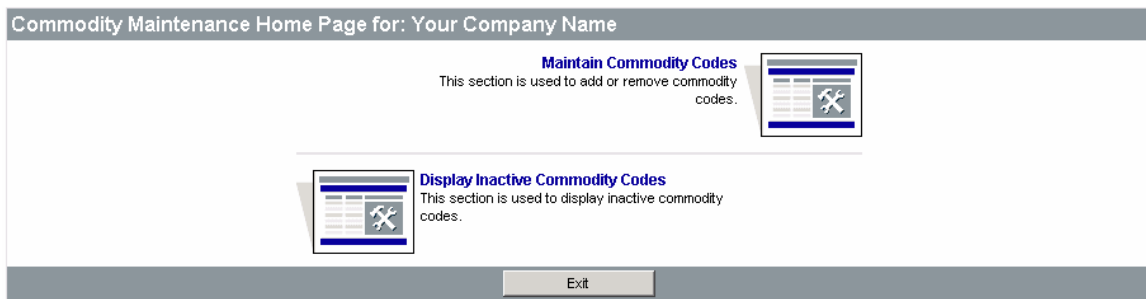 Commodity Maintenance Home Page for: Your Company Name
Maintain Commodity Codes
This section is used to add or remove commodity
codes.
Display Inactive Commodity Codes
This section is used to display inactive commodity
codes.
Exit